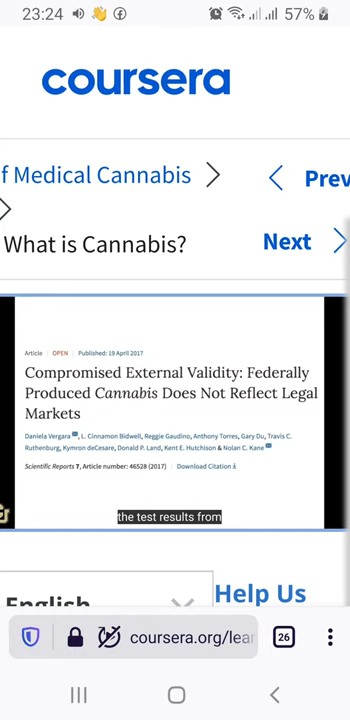 23:24 57%
coursera
f Medical Cannabis
Prev
What is Cannabis?
Next
Article OPEN Published: 19 April 2017
Compromised External Validity: Federally
Produced Cannabis Does Not Reflect Legal
Markets
Daniela Vergara, L. Cinnamon Bidwell, Reggie Gaudino, Anthony Torres, Gary Du, Travis C.
Ruthenburg, Kymron deCesare, Donald P. Land, Kent E. Hutchison & Nolan C. Kane
Scientific Reports 7, Article number: 46528 (2017) Download Citation
the test results from
English
Help Us
coursera.org/lear
26